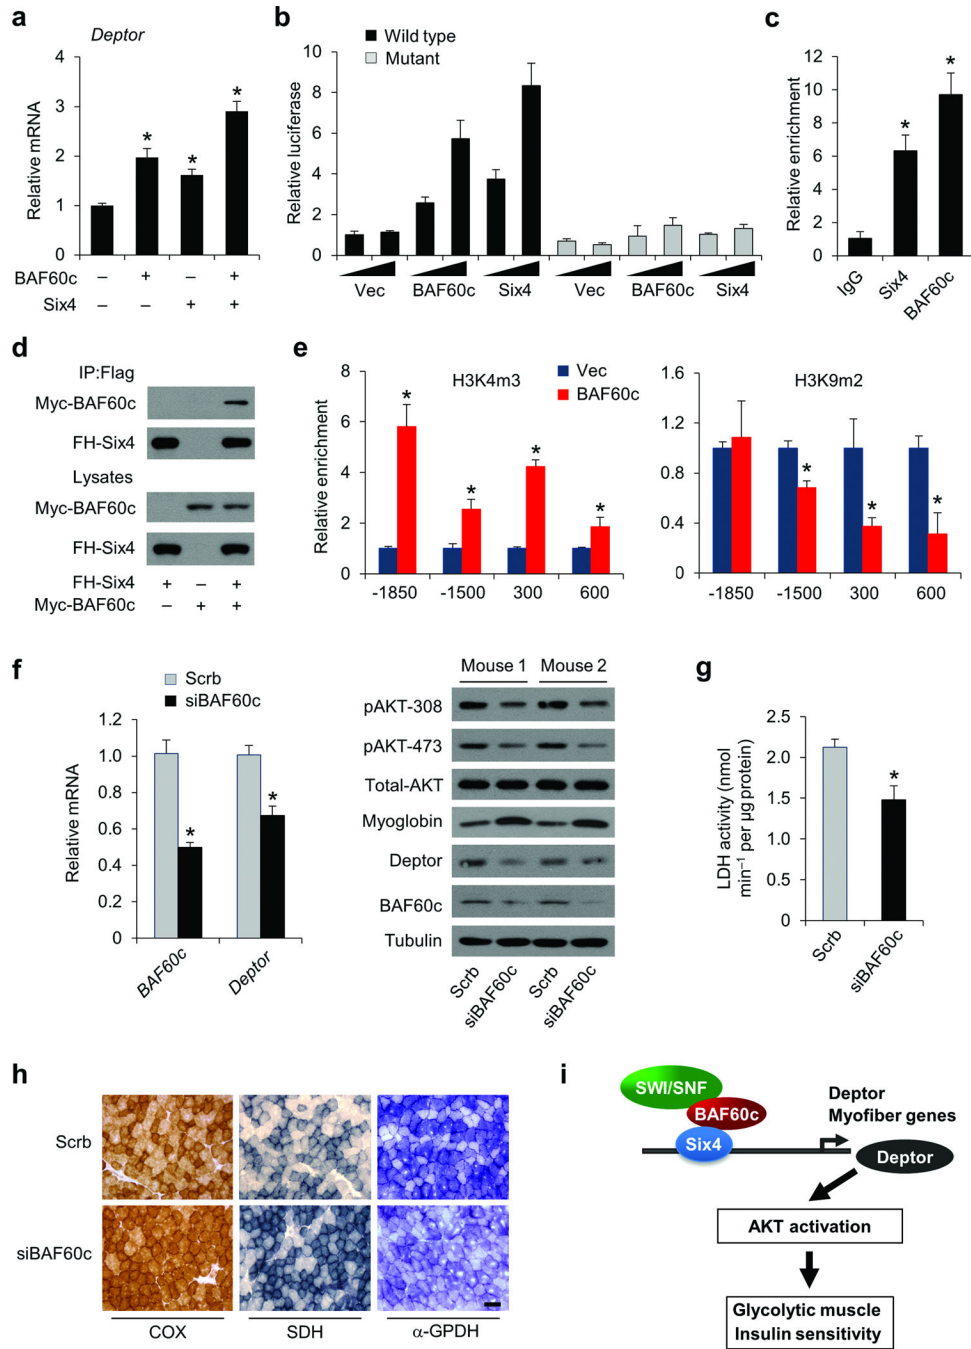 a
Deptor
Relative mRNA
4
3
2
1
0
BAF60c – + – +
Six4 – – + +
b
Wild type
Mutant
Relative luciferase
10
8
6
4
2
0
Vec BAF60c Six4 Vec BAF60c Six4
c
Relative enrichment
12
10
8
6
4
2
0
IgG Six4 BAF60c
* * *
* *
d
IP:Flag
Myc-BAF60c
FH-Six4
Lysates
Myc-BAF60c
FH-Six4
FH-Six4 + – +
Myc-BAF60c – + +
e
Vec
BAF60c
H3K4m3
Relative enrichment
8
6
4
2
0
* * * *
-1850 -1500 300 600
H3K9m2
1.6
1.2
0.8
0.4
0
* * *
-1850 -1500 300 600
f
Scrb
siBAF60c
Relative mRNA
1.2
1.0
0.8
0.6
0.4
0.2
0
* *
BAF60c Deptor
Mouse 1 Mouse 2
pAKT-308
pAKT-473
Total-AKT
Myoglobin
Deptor
BAF60c
Tubulin
Scrb siBAF60c Scrb siBAF60c
g
LDH activity (nmol
min⁻¹ per µg protein)
2.5
2.0
1.5
1.0
0.5
0
*
Scrb siBAF60c
h
Scrb
siBAF60c
COX SDH α-GPDH
i
SWI/SNF
BAF60c
Six4
Deptor
Myofiber genes
Deptor
AKT activation
Glycolytic muscle
Insulin sensitivity